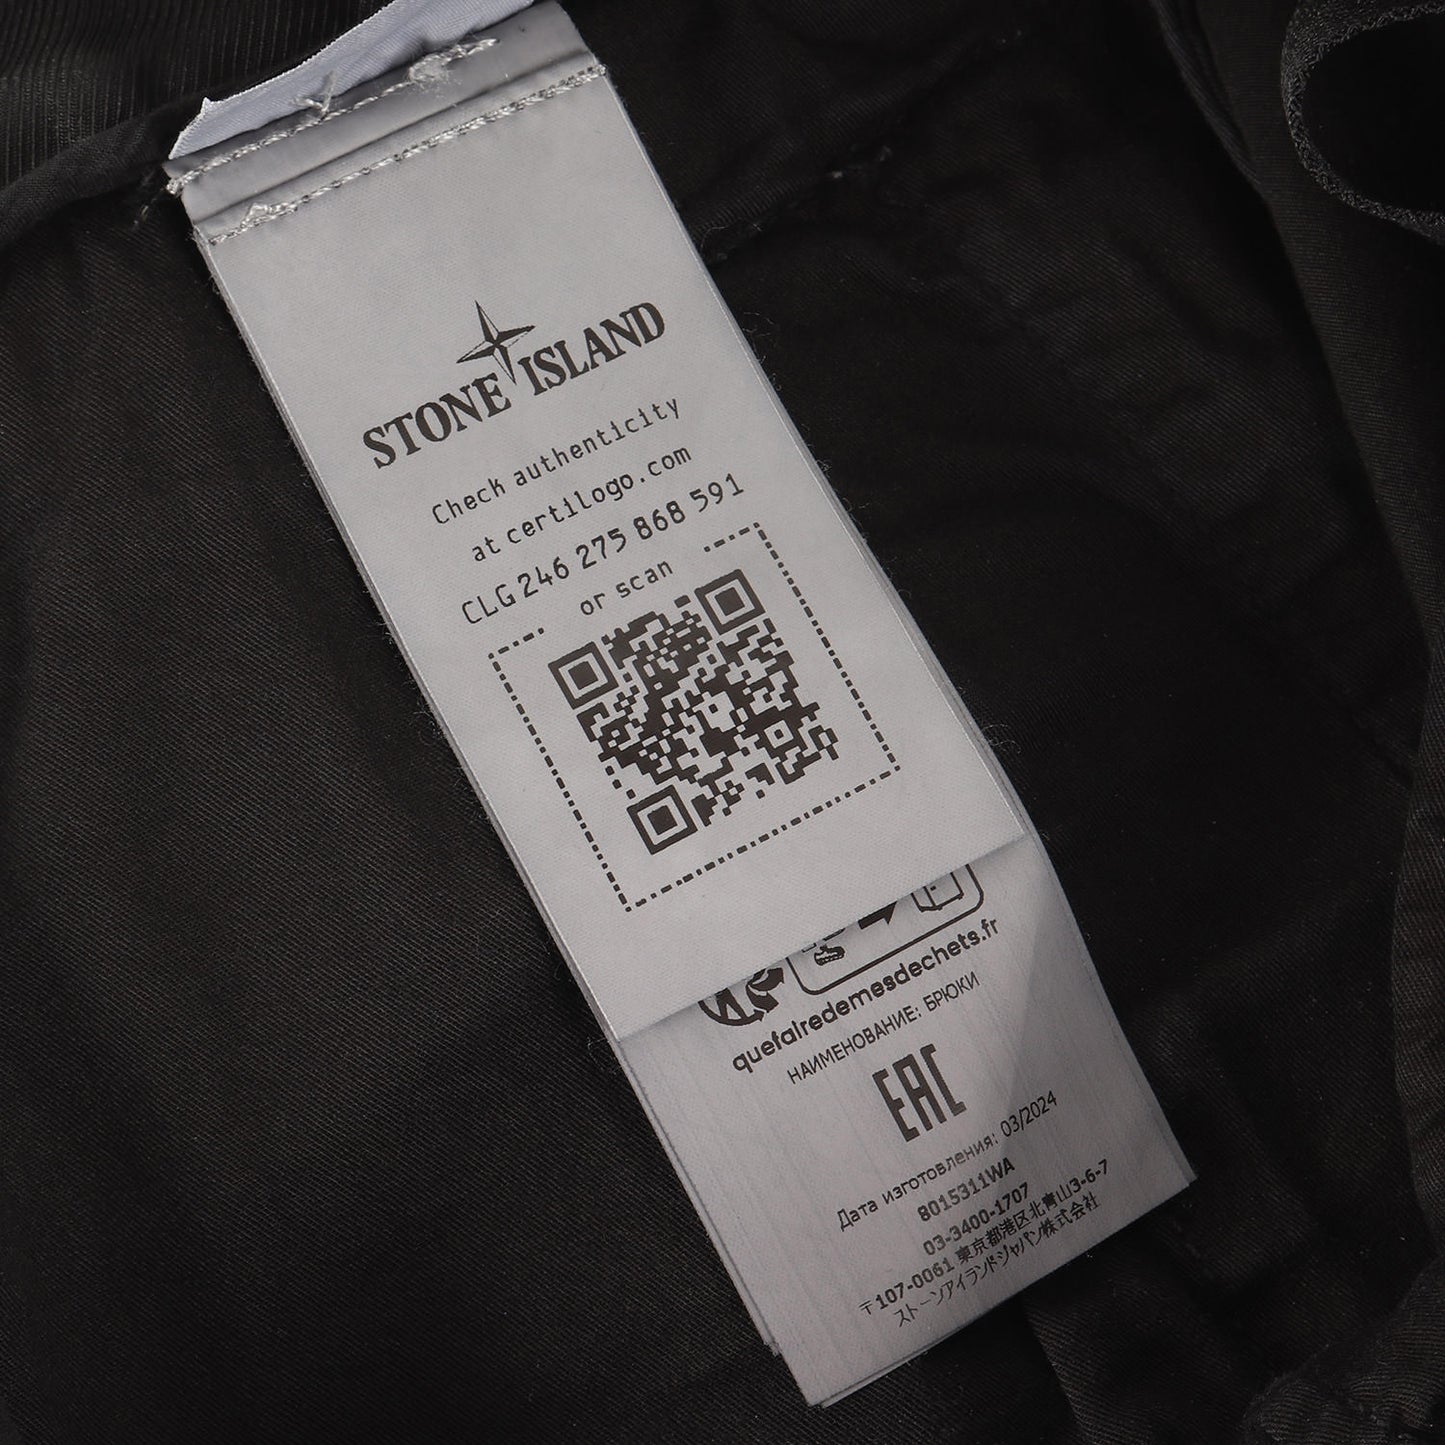 STONE ISLAND
Check authenticity
at certilogo.com
CLG 246 275 868 591
or scan
quefairedemesdechets.fr
НАИМЕНОВАНИЕ: БРЮКИ
EAC
Дата изготовления: 03/2024
8015311WA
03-3400-1707
〒107-0061 東京都港区北青山3-6-7
ストーンアイランドジャパン株式会社